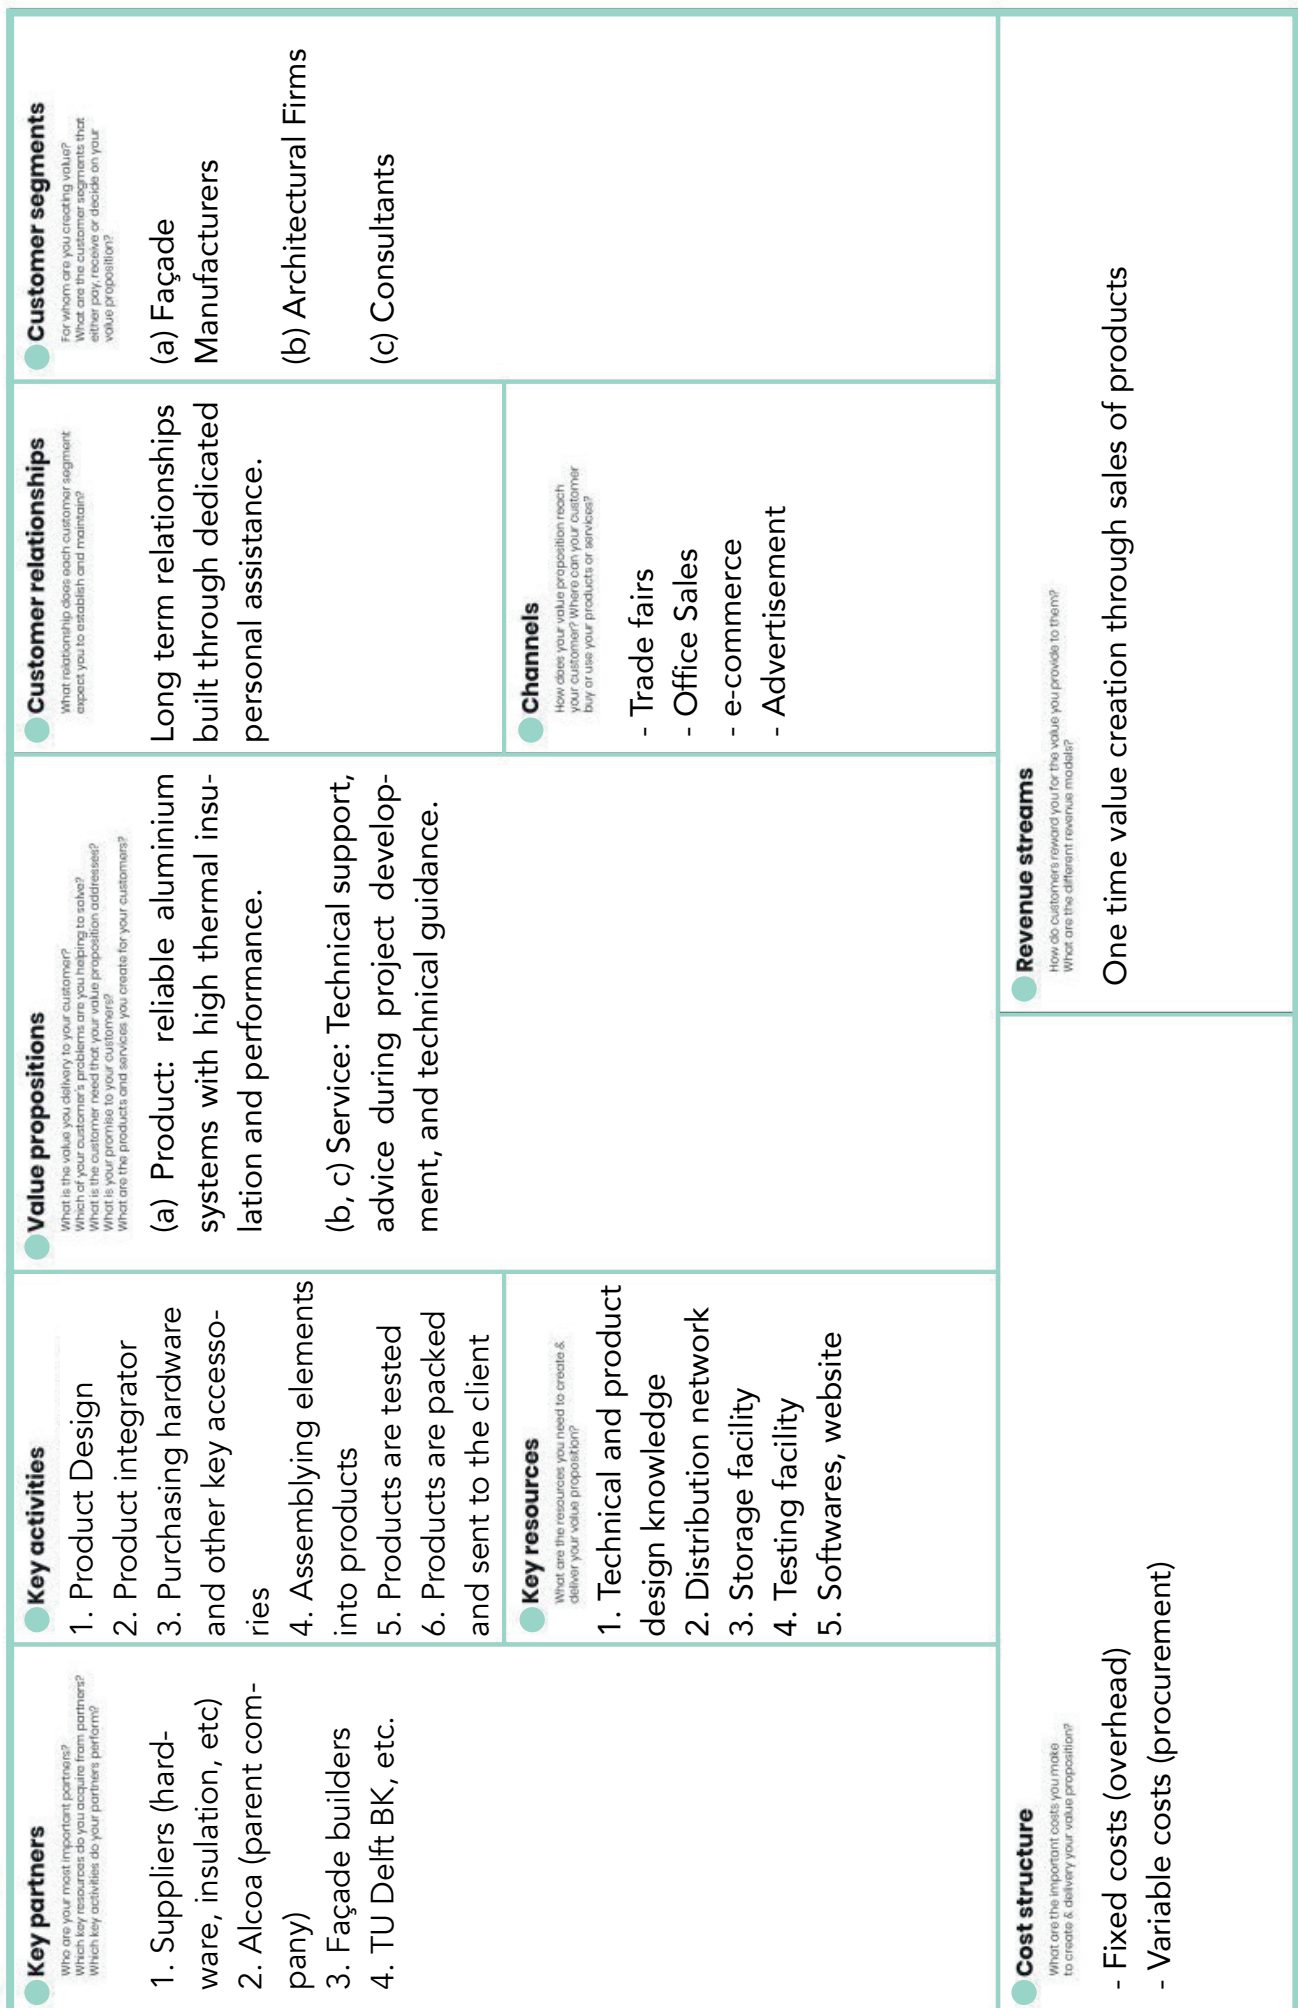 Key partners
Who are your most important partners?
Which key resources do you acquire from partners?
Which key activities do your partners perform?
1. Suppliers (hard-
ware, insulation, etc)
2. Alcoa (parent com-
pany)
3. Façade builders
4. TU Delft BK, etc.
Key activities
1. Product Design
2. Product integrator
3. Purchasing hardware
and other key accesso-
ries
4. Assemblying elements
into products
5. Products are tested
6. Products are packed
and sent to the client
Key resources
What are the resources you need to create &
deliver your value proposition?
1. Technical and product
design knowledge
2. Distribution network
3. Storage facility
4. Testing facility
5. Softwares, website
Value propositions
What is the value you delivery to your customer?
Which of your customer's problems are you helping to solve?
What is the customer need that your value proposition addresses?
What is your promise to your customers?
What are the products and services you create for your customers?
(a) Product: reliable aluminium
systems with high thermal insu-
lation and performance.
(b, c) Service: Technical support,
advice during project develop-
ment, and technical guidance.
Customer relationships
What relationship does each customer segment
expect you to establish and maintain?
Long term relationships
built through dedicated
personal assistance.
Channels
How does your value proposition reach
your customer? Where can your customer
buy or use your products or services?
- Trade fairs
- Office Sales
- e-commerce
- Advertisement
Customer segments
For whom are you creating value?
What are the customer segments that
either pay, receive or decide on your
value proposition?
(a) Façade
Manufacturers
(b) Architectural Firms
(c) Consultants
Cost structure
What are the important costs you make
to create & delivery your value proposition?
- Fixed costs (overhead)
- Variable costs (procurement)
Revenue streams
How do customers reward you for the value you provide to them?
What are the different revenue models?
One time value creation through sales of products